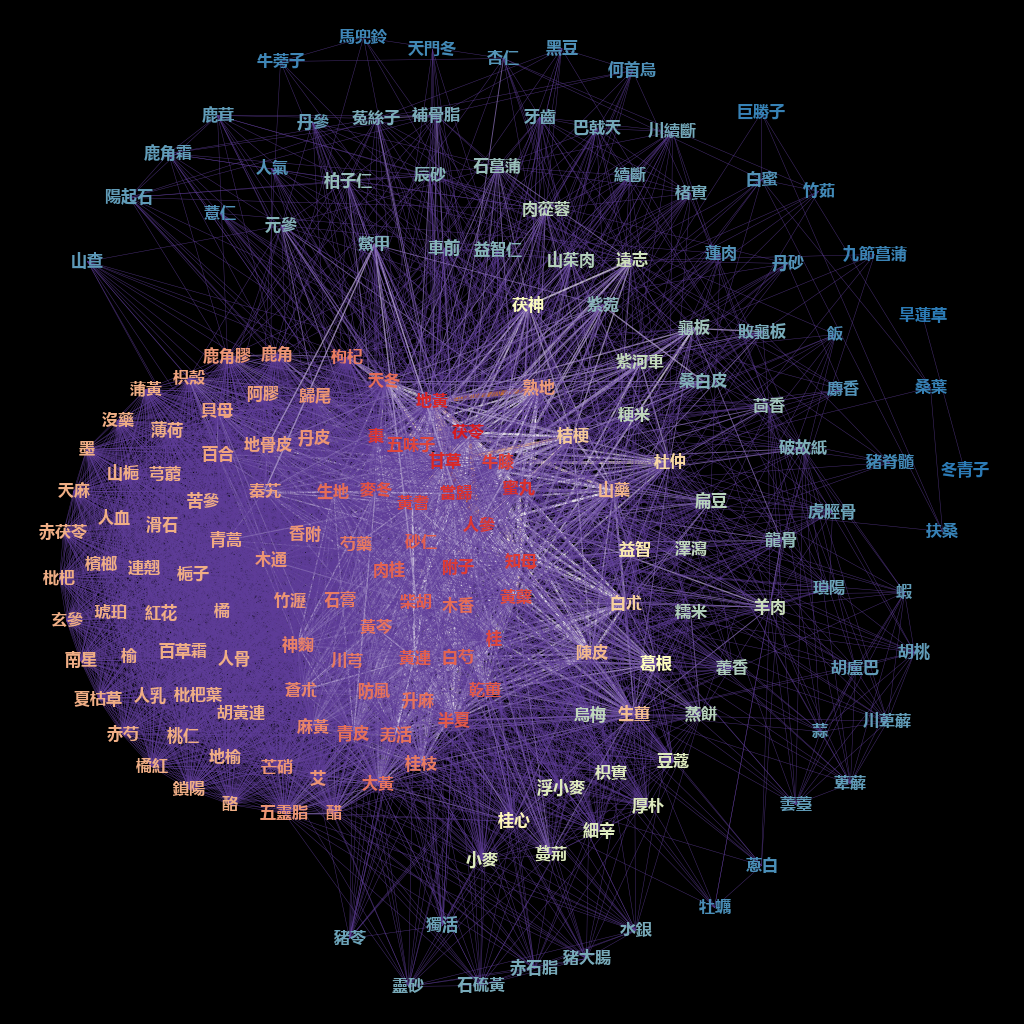 馬兜鈴
天門冬
黑豆
杏仁
牛蒡子
何首烏
巨勝子
鹿茸
丹參
菟絲子
補骨脂
牙齒
巴戟天
川續斷
鹿角霜
人氣
柏子仁
辰砂
石菖蒲
續斷
白蜜
竹茹
陽起石
薏仁
肉蓯蓉
楮實
元參
鱉甲
車前
益智仁
山茱肉
遠志
蓮肉
丹砂
九節菖蒲
山查
茯神
紫菀
旱蓮草
龜板
敗龜板
飯
鹿角膠
鹿角
枸杞
紫河車
蒲黃
枳殼
阿膠
歸尾
天冬
地黃
熟地
桑白皮
麝香
桑葉
貝母
粳米
茴香
沒藥
薄荷
地骨皮
丹皮
五味子
茯苓
桔梗
破故紙
墨
百合
甘草
牛膝
杜仲
豬脊髓
冬青子
山梔
芎藭
天麻
苦參
秦艽
生地
麥冬
山藥
扁豆
虎脛骨
人血
滑石
青蒿
香附
芍藥
砂仁
人參
扶桑
赤茯苓
檳榔
連翹
梔子
木通
肉桂
附子
知母
益智
澤瀉
龍骨
枇杷
琥珀
紅花
橘
竹瀝
石膏
柴胡
木香
黃芪
白朮
糯米
羊肉
瑣陽
蝦
玄參
南星
榆
百草霜
人骨
神麴
黃芩
川芎
黃連
白芍
桂
陳皮
葛根
藿香
胡盧巴
胡桃
夏枯草
人乳
枇杷葉
胡黃連
蒼朮
防風
升麻
乾薑
烏梅
生薑
蒸餅
蒜
川萆薢
赤芍
桃仁
地榆
麻黃
青皮
羌活
半夏
橘紅
芒硝
艾
大黃
桂枝
豆蔻
鎖陽
酪
五靈脂
醋
浮小麥
枳實
厚朴
蕓薹
萆薢
桂心
細辛
小麥
蔓荊
蔥白
牡蠣
豬苓
獨活
水銀
靈砂
石硫黃
赤石脂
豬大腸